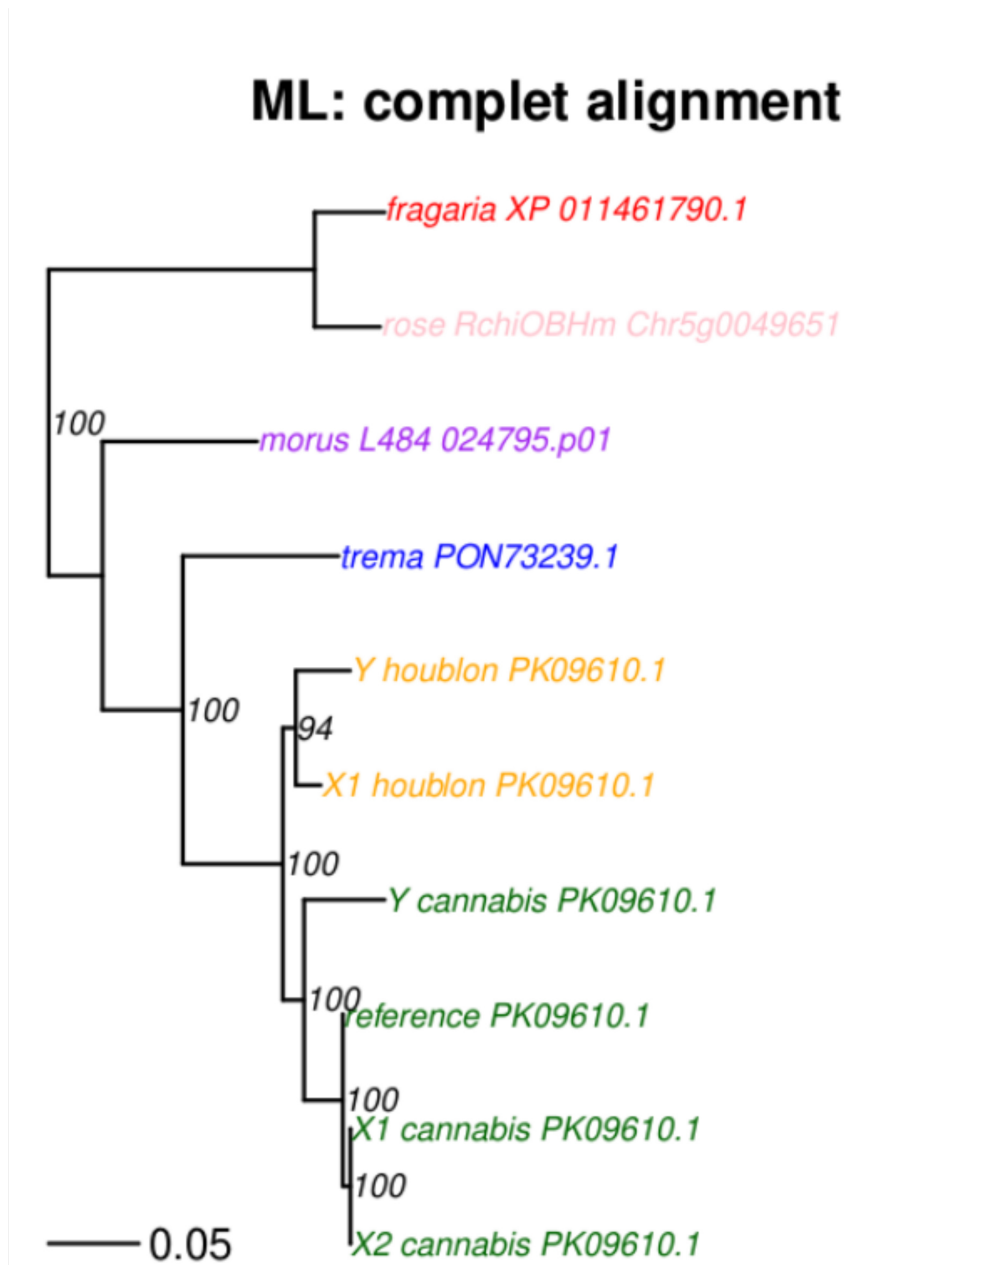 ML: complet alignment
fragaria XP 011461790.1
rose RchiOBHm Chr5g0049651
100
morus L484 024795.p01
trema PON73239.1
Y houblon PK09610.1
100
94
X1 houblon PK09610.1
100
Y cannabis PK09610.1
100
reference PK09610.1
100
X1 cannabis PK09610.1
100
X2 cannabis PK09610.1
0.05